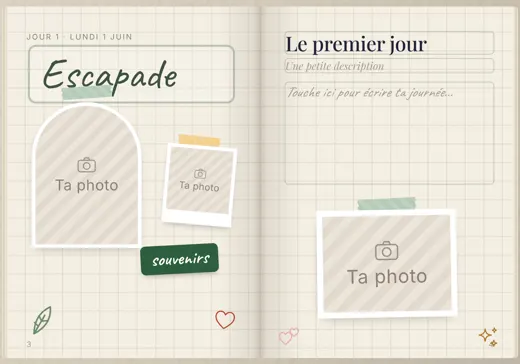 JOUR 1 · LUNDI 1 JUIN
Escapade
Ta photo
Ta photo
souvenirs
3
Le premier jour
Une petite description
Touche ici pour écrire ta journée...
Ta photo